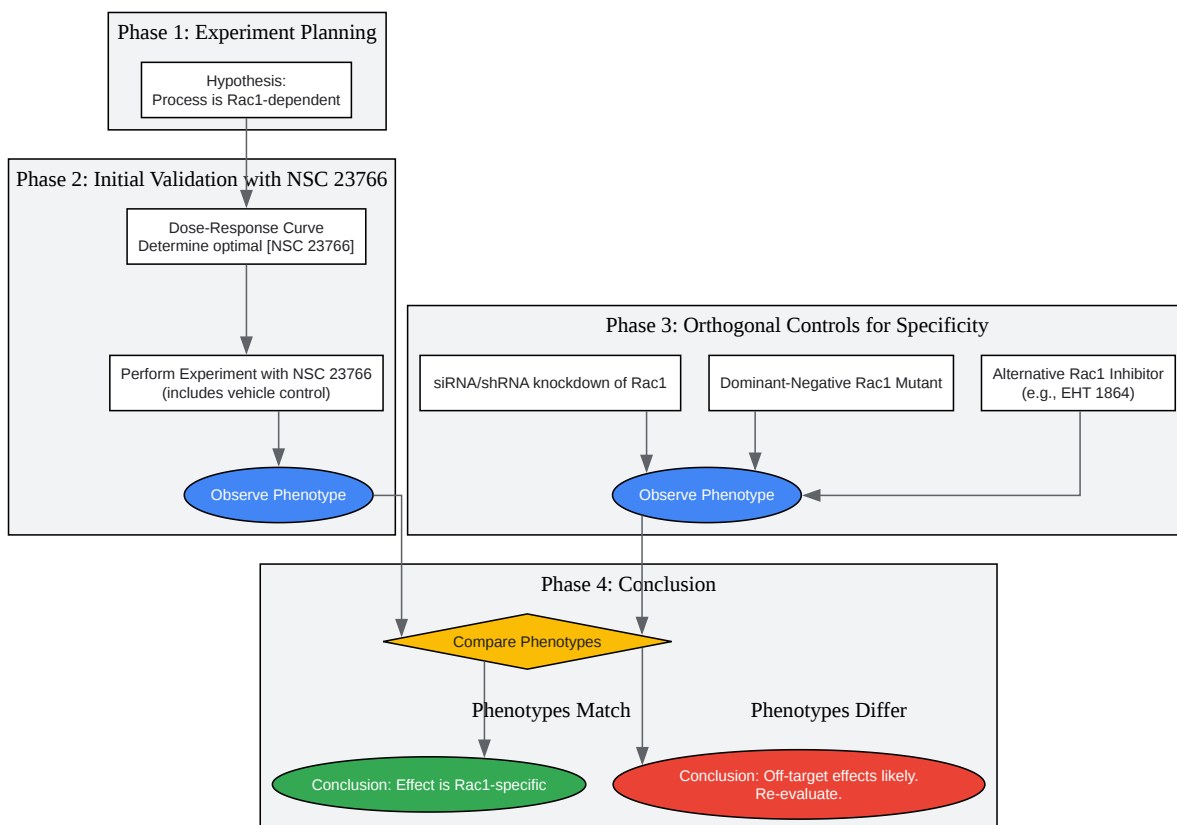 Phase 1: Experiment Planning
Hypothesis:
Process is Rac1-dependent
Phase 2: Initial Validation with NSC 23766
Dose-Response Curve
Determine optimal [NSC 23766]
Perform Experiment with NSC 23766
(includes vehicle control)
Observe Phenotype
Phase 3: Orthogonal Controls for Specificity
siRNA/shRNA knockdown of Rac1
Dominant-Negative Rac1 Mutant
Alternative Rac1 Inhibitor
(e.g., EHT 1864)
Observe Phenotype
Phase 4: Conclusion
Compare Phenotypes
Phenotypes Match
Phenotypes Differ
Conclusion: Effect is Rac1-specific
Conclusion: Off-target effects likely.
Re-evaluate.